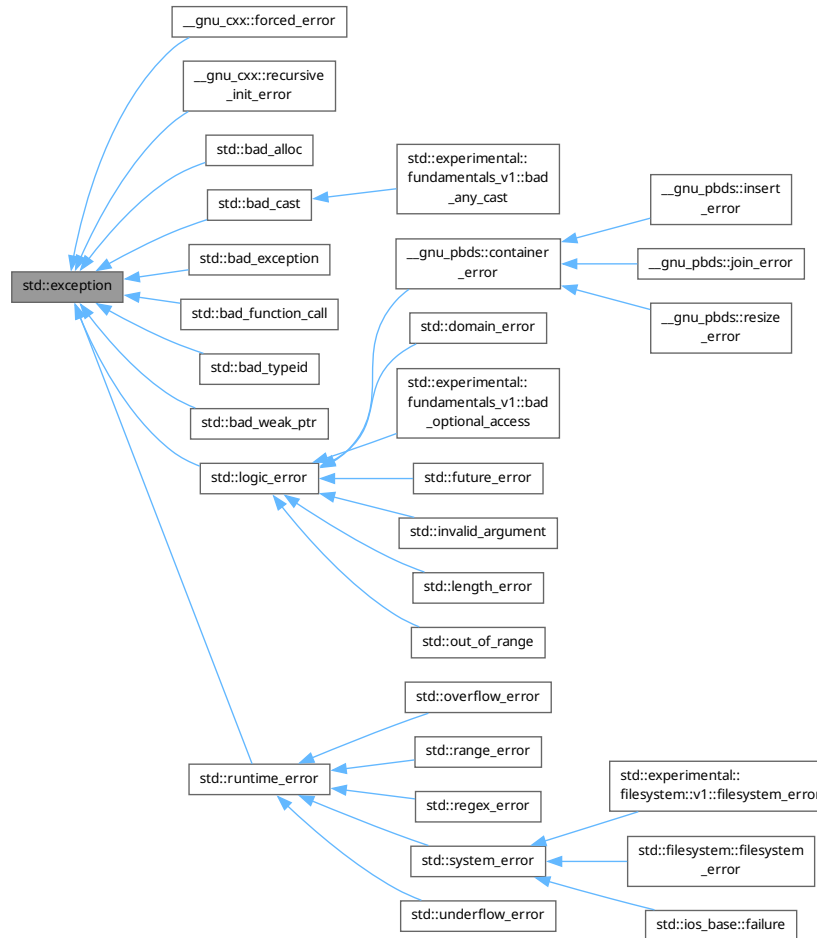 __gnu_cxx::forced_error
__gnu_cxx::recursive
_init_error
std::bad_alloc
std::bad_cast
std::bad_exception
std::exception
std::bad_function_call
std::bad_typeid
std::bad_weak_ptr
std::logic_error
std::runtime_error
std::experimental::
fundamentals_v1::bad
_any_cast
__gnu_pbds::container
_error
std::domain_error
std::experimental::
fundamentals_v1::bad
_optional_access
std::future_error
std::invalid_argument
std::length_error
std::out_of_range
std::overflow_error
std::range_error
std::regex_error
std::system_error
std::underflow_error
__gnu_pbds::insert
_error
__gnu_pbds::join_error
__gnu_pbds::resize
_error
std::experimental::
filesystem::v1::filesystem_error
std::filesystem::filesystem
_error
std::ios_base::failure